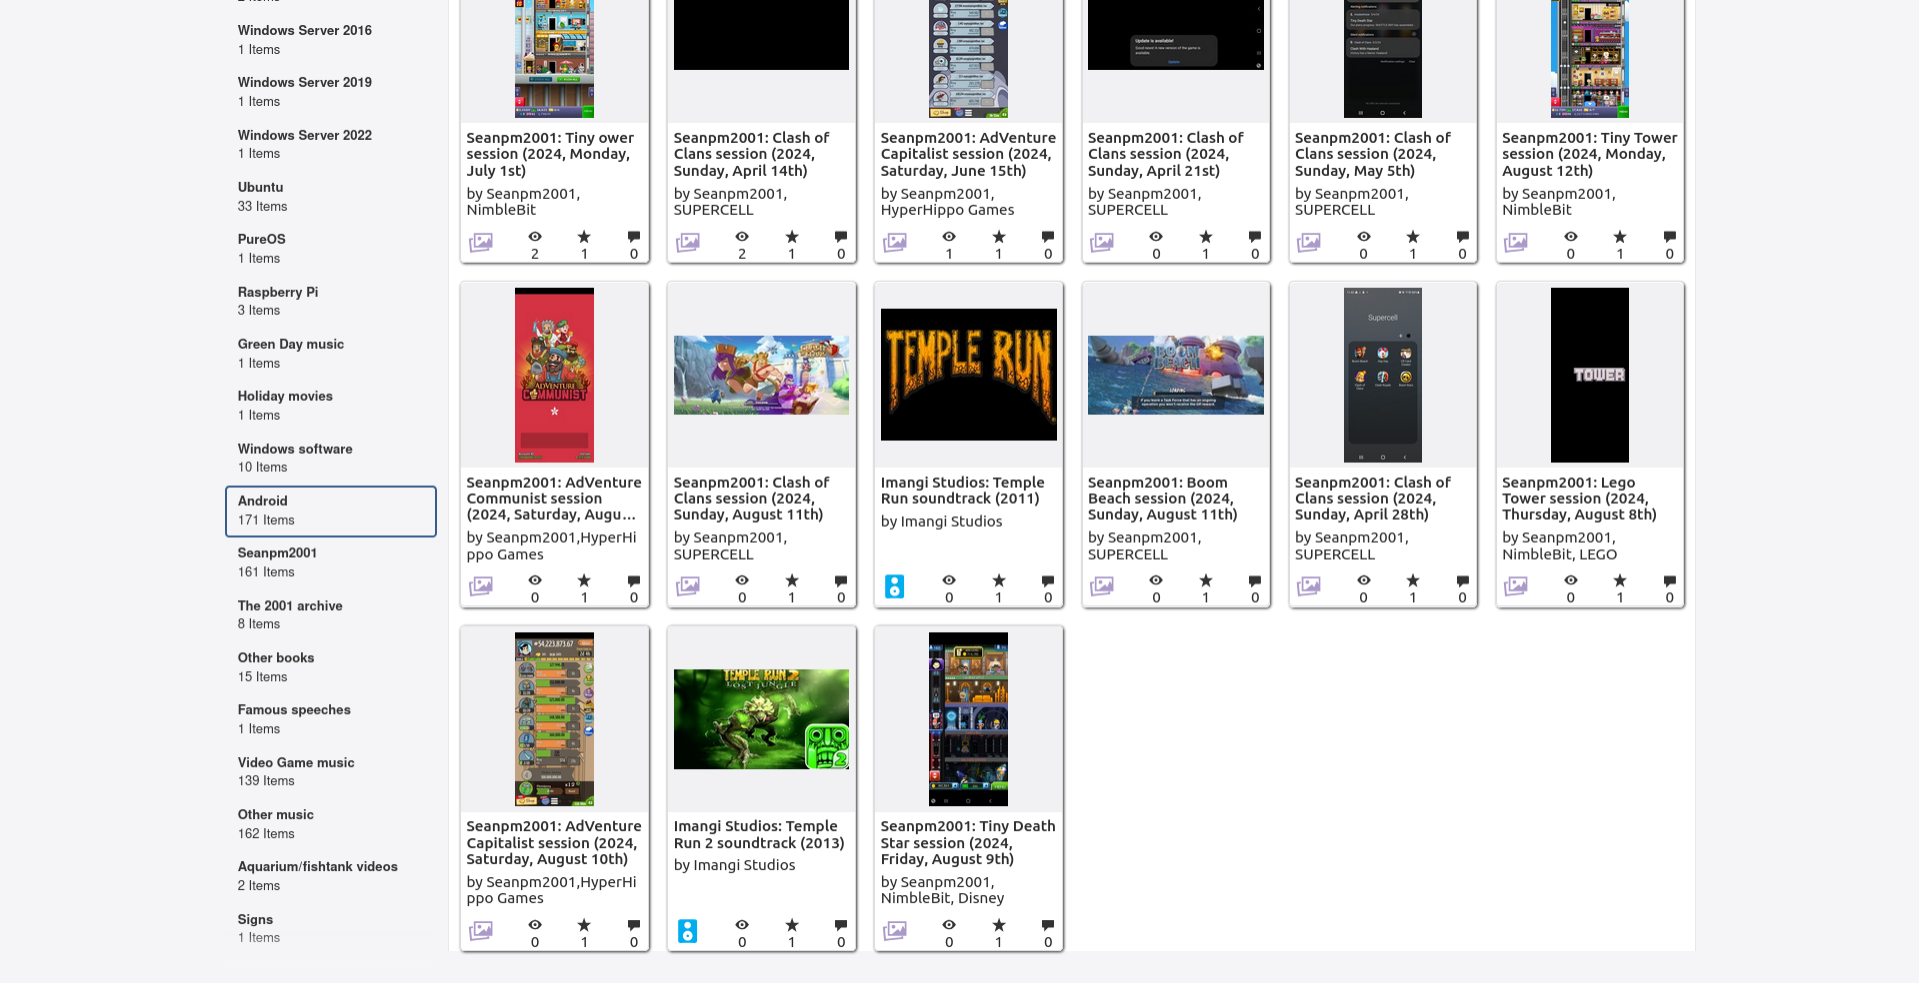 Windows Server 2016
1 Items
Windows Server 2019
1 Items
Windows Server 2022
1 Items
Ubuntu
33 Items
PureOS
1 Items
Raspberry Pi
3 Items
Green Day music
1 Items
Holiday movies
1 Items
Windows software
10 Items
Android
171 Items
Seanpm2001
161 Items
The 2001 archive
8 Items
Other books
15 Items
Famous speeches
1 Items
Video Game music
139 Items
Other music
162 Items
Aquarium/fishtank videos
2 Items
Signs
1 Items
Seanpm2001: Tiny ower
session (2024, Monday,
July 1st)
by Seanpm2001,
NimbleBit
2 1 0
Seanpm2001: Clash of
Clans session (2024,
Sunday, April 14th)
by Seanpm2001,
SUPERCELL
2 1 0
Seanpm2001: AdVenture
Capitalist session (2024,
Saturday, June 15th)
by Seanpm2001,
HyperHippo Games
1 1 0
Update is available!
Update
Seanpm2001: Clash of
Clans session (2024,
Sunday, April 21st)
by Seanpm2001,
SUPERCELL
0 1 0
Seanpm2001: Clash of
Clans session (2024,
Sunday, May 5th)
by Seanpm2001,
SUPERCELL
0 1 0
Seanpm2001: Tiny Tower
session (2024, Monday,
August 12th)
by Seanpm2001,
NimbleBit
0 1 0
ADVENTURE
COMMUNIST
Seanpm2001: AdVenture
Communist session
(2024, Saturday, Augu...
by Seanpm2001,HyperHi
ppo Games
0 1 0
Seanpm2001: Clash of
Clans session (2024,
Sunday, August 11th)
by Seanpm2001,
SUPERCELL
0 1 0
TEMPLE RUN
Imangi Studios: Temple
Run soundtrack (2011)
by Imangi Studios
0 1 0
BOOM
BEACH
Seanpm2001: Boom
Beach session (2024,
Sunday, August 11th)
by Seanpm2001,
SUPERCELL
0 1 0
Supercell
Seanpm2001: Clash of
Clans session (2024,
Sunday, April 28th)
by Seanpm2001,
SUPERCELL
0 1 0
TOWER
Seanpm2001: Lego
Tower session (2024,
Thursday, August 8th)
by Seanpm2001,
NimbleBit, LEGO
0 1 0
Seanpm2001: AdVenture
Capitalist session (2024,
Saturday, August 10th)
by Seanpm2001,HyperHi
ppo Games
0 1 0
TEMPLE RUN 2
LOST JUNGLE
2
Imangi Studios: Temple
Run 2 soundtrack (2013)
by Imangi Studios
0 1 0
Seanpm2001: Tiny Death
Star session (2024,
Friday, August 9th)
by Seanpm2001,
NimbleBit, Disney
0 1 0